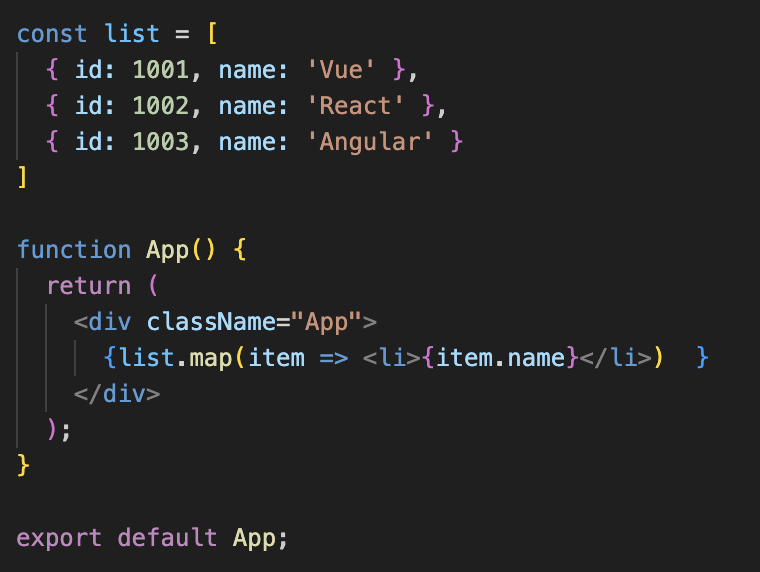 const list = [
{ id: 1001, name: 'Vue' },
{ id: 1002, name: 'React' },
{ id: 1003, name: 'Angular' }
]
function App() {
return (
<div className="App">
{list.map(item => <li>{item.name}</li>)  }
</div>
);
}
export default App;